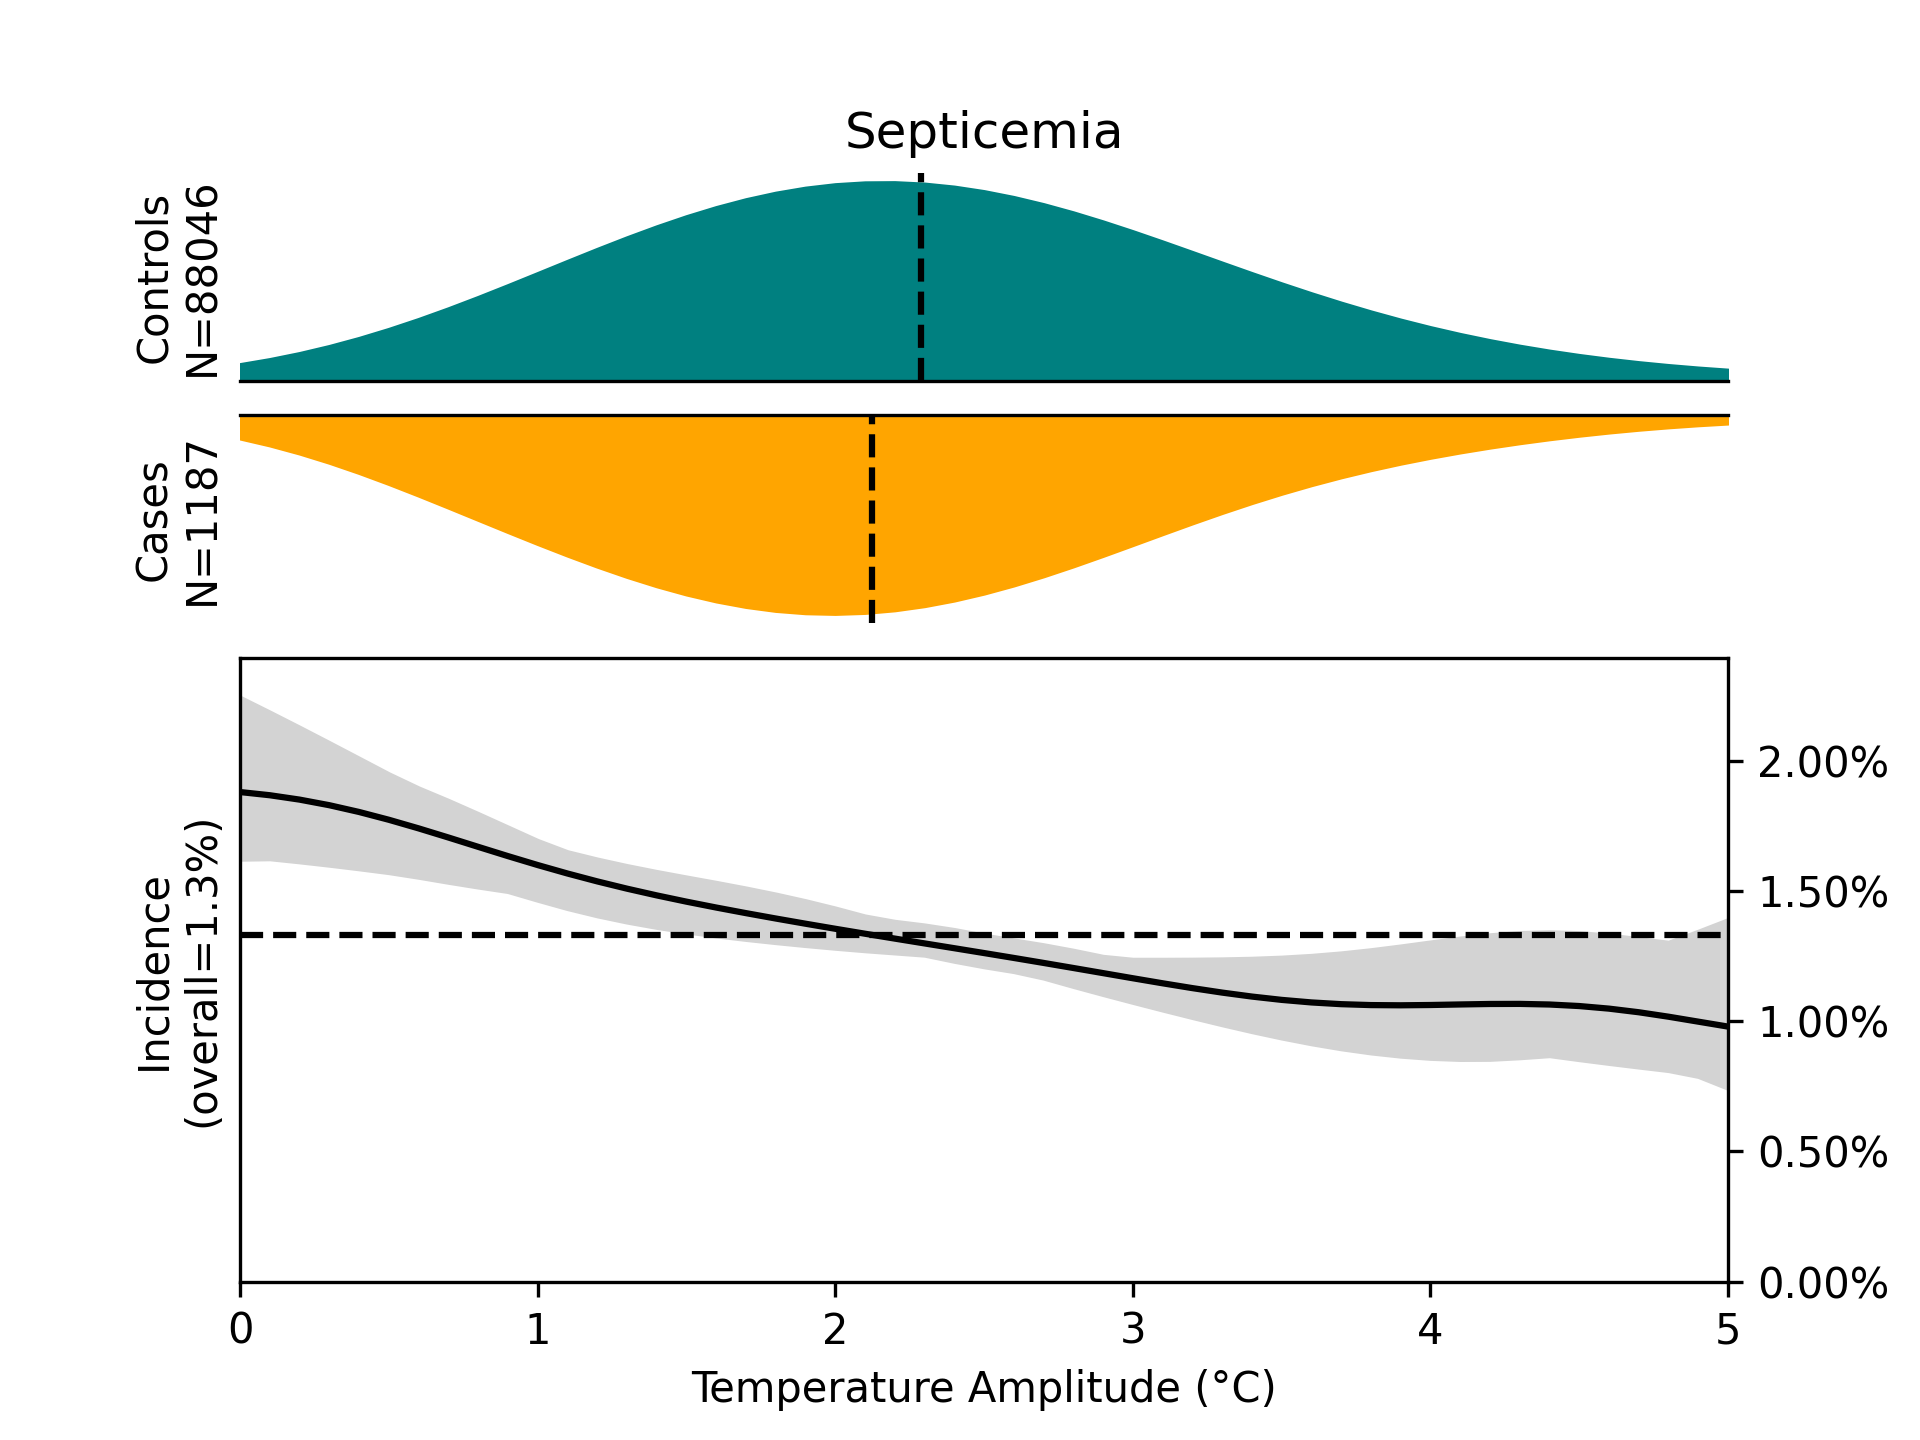 Septicemia
Controls
N=88046
Cases
N=1187
Incidence
(overall=1.3%)
2.00%
1.50%
1.00%
0.50%
0.00%
0 1 2 3 4 5
Temperature Amplitude (°C)